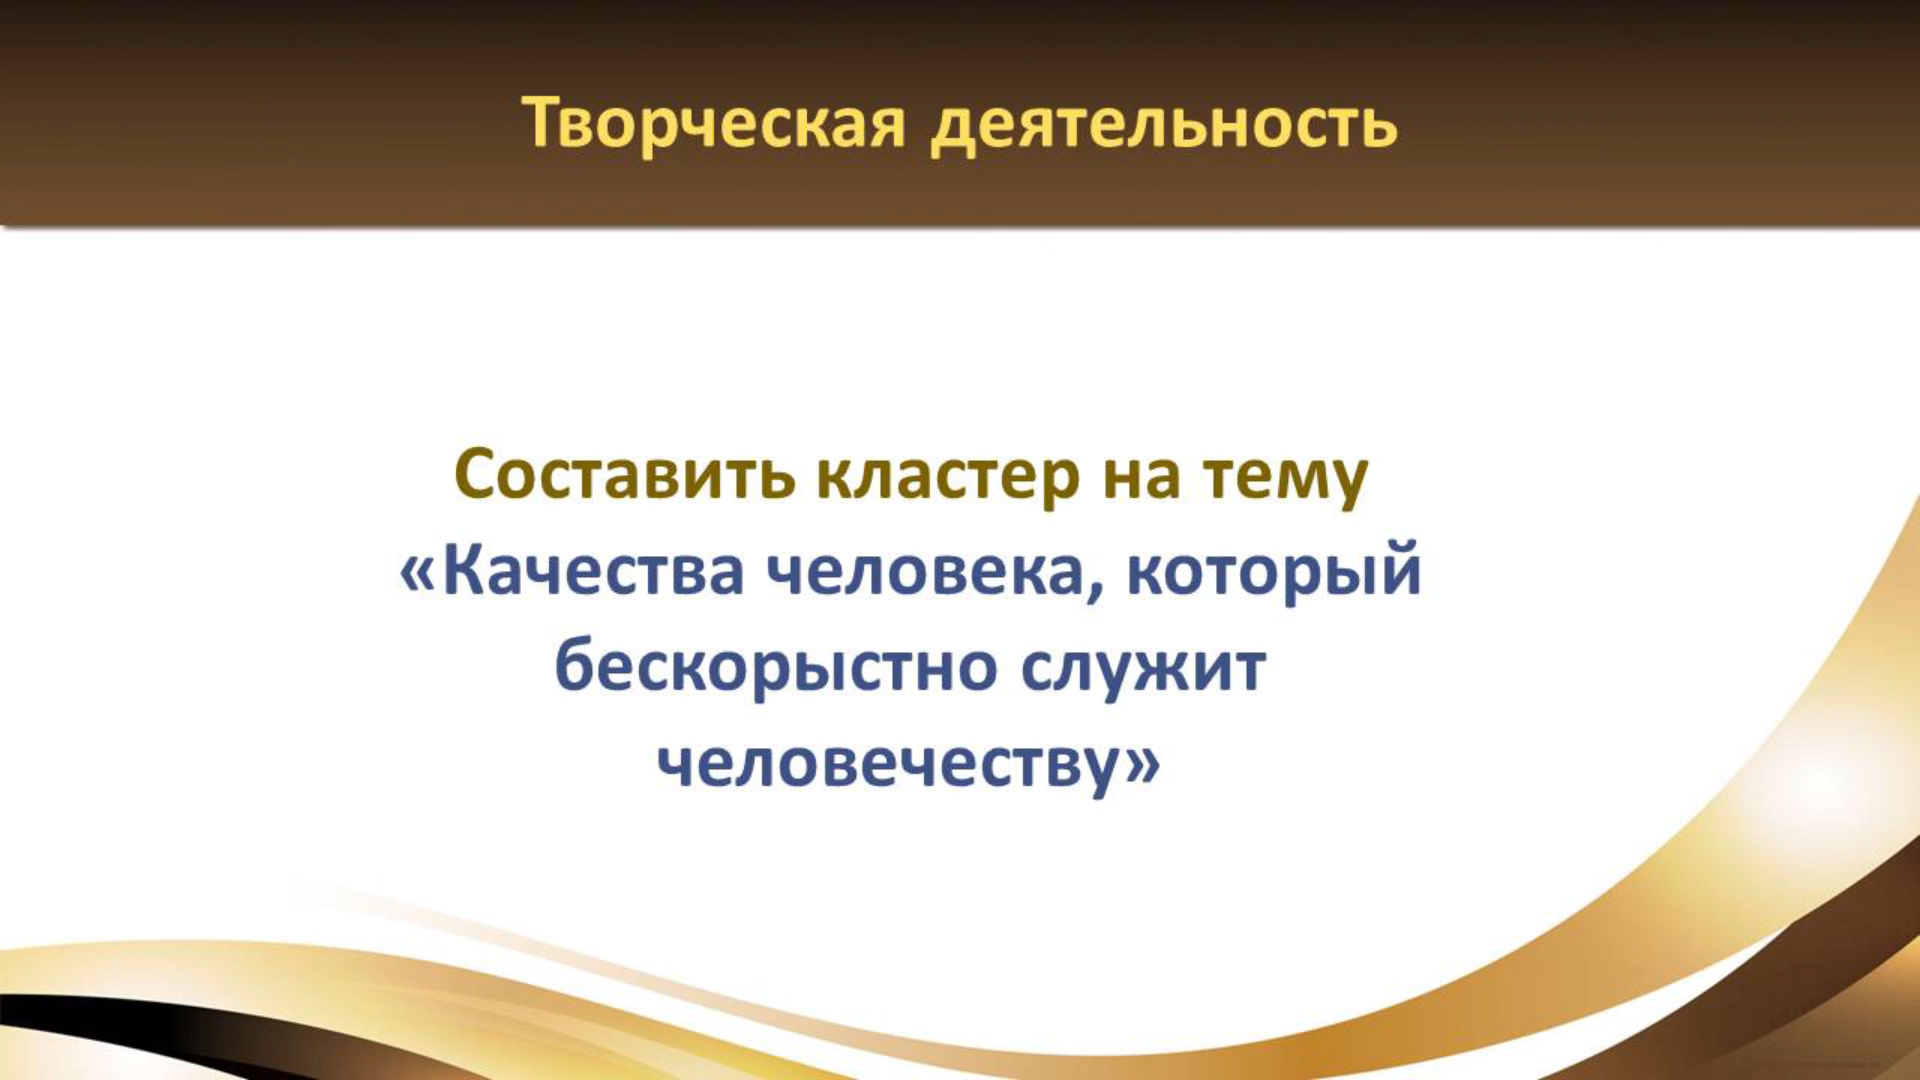 Творческая деятельность
Составить кластер на тему
«Качества человека, который
бескорыстно служит
человечеству»